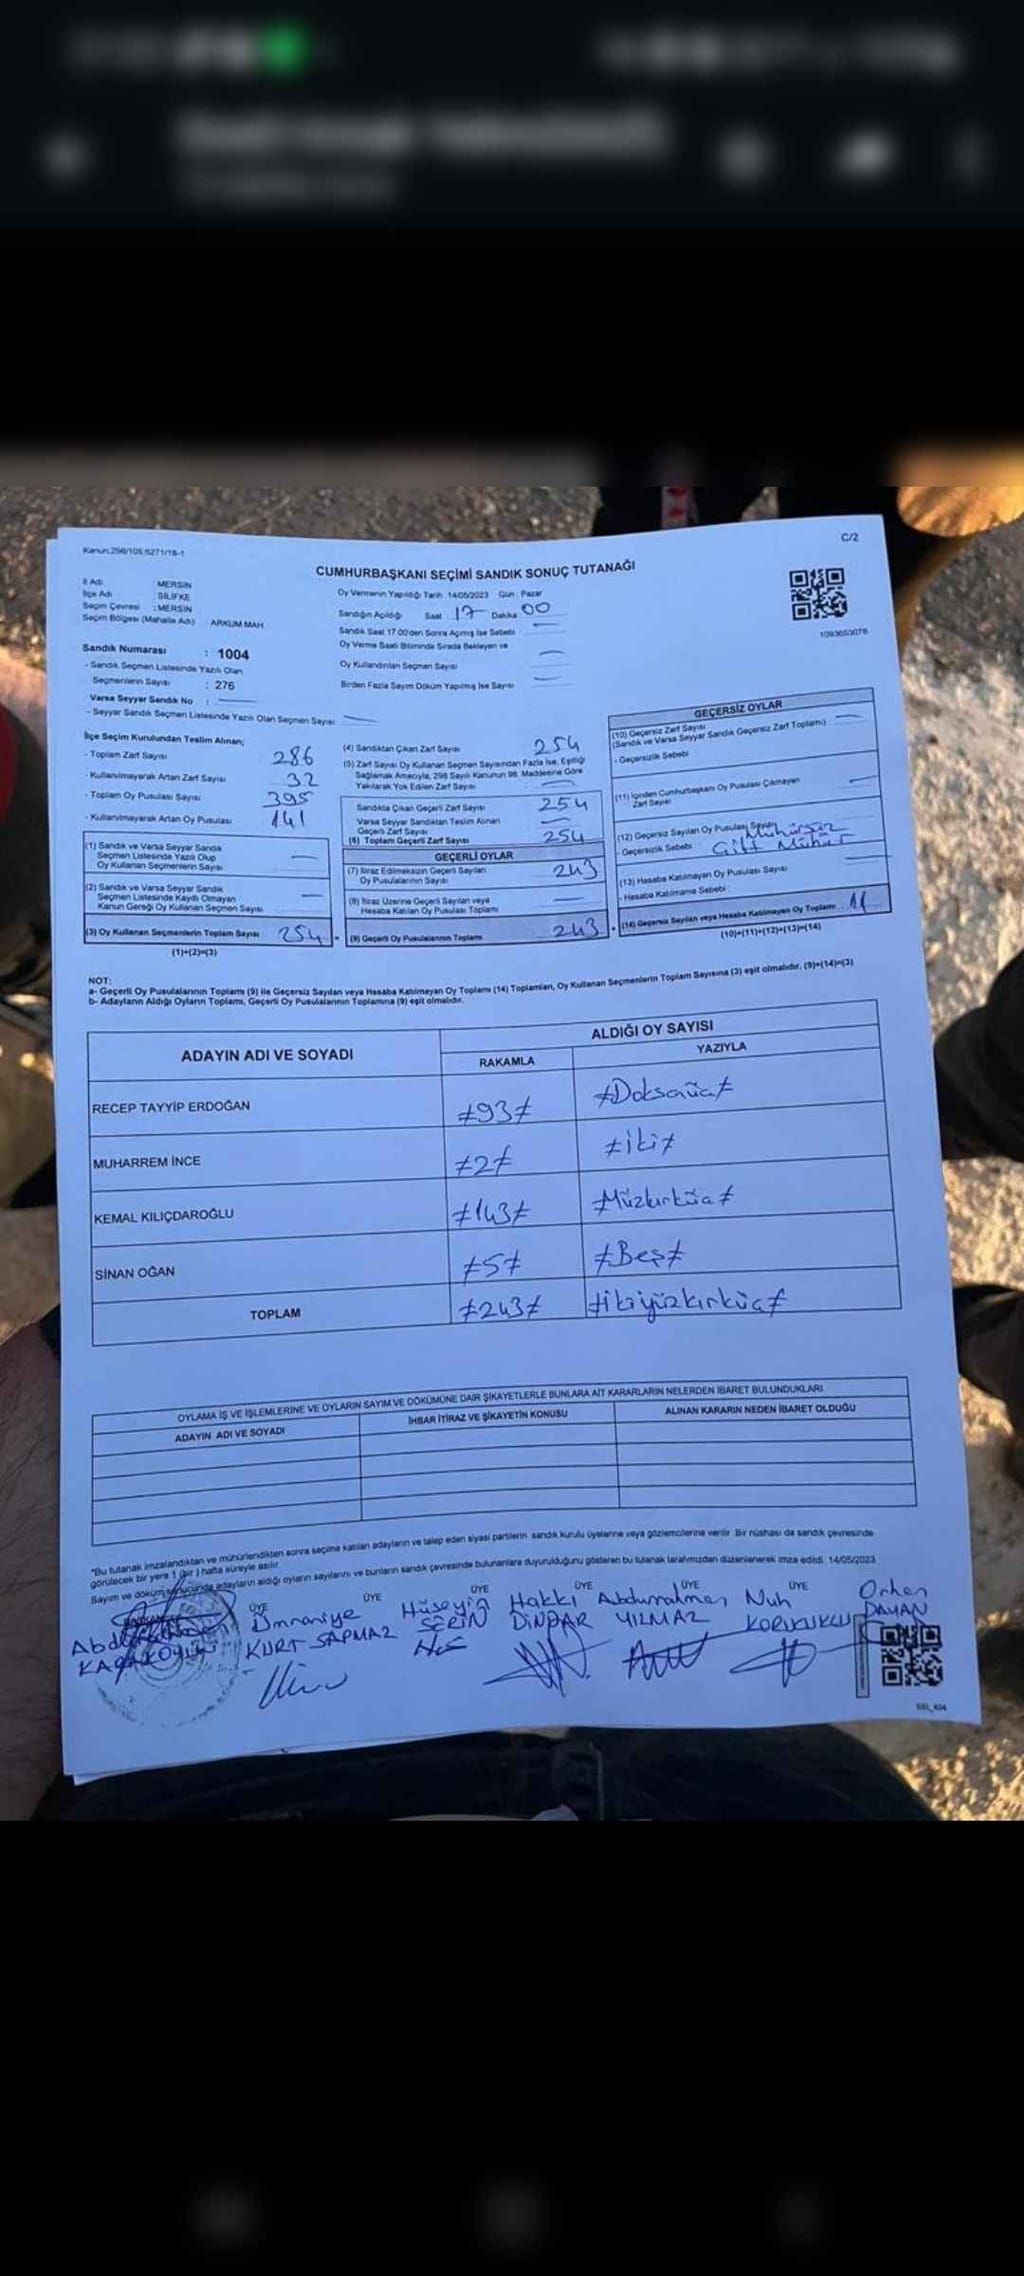 Kanun:298/105,6271/18-1
C/2
CUMHURBAŞKANI SEÇİMİ SANDIK SONUÇ TUTANAĞI
İl Adı : MERSİN
İlçe Adı : SİLİFKE
Seçim Çevresi : MERSİN
Seçim Bölgesi (Mahalle Adı) : ARKUM MAH.
Oy Vermenin Yapıldığı Tarih :14/05/2023 Gün : Pazar
Sandığın Açıldığı Saat 17 Dakika 00
Sandık Saat 17:00'den Sonra Açılmış İse Sebebi :
Oy Verme Saati Bitiminde Sırada Bekleyen ve
Oy Kullandırılan Seçmen Sayısı
Birden Fazla Sayım Döküm Yapılmış İse Sayısı
1093653078
Sandık Numarası : 1004
- Sandık Seçmen Listesinde Yazılı Olan
Seçmenlerin Sayısı : 276
Varsa Seyyar Sandık No :
- Seyyar Sandık Seçmen Listesinde Yazılı Olan Seçmen Sayısı
İlçe Seçim Kurulundan Teslim Alınan;
- Toplam Zarf Sayısı 286
- Kullanılmayarak Artan Zarf Sayısı 32
- Toplam Oy Pusulası Sayısı 395
- Kullanılmayarak Artan Oy Pusulası 141
(1) Sandık ve Varsa Seyyar Sandık
Seçmen Listesinde Yazılı Olup
Oy Kullanan Seçmenlerin Sayısı
(2) Sandık ve Varsa Seyyar Sandık
Seçmen Listesinde Kayıtlı Olmayan
Kanun Gereği Oy Kullanan Seçmen Sayısı
(3) Oy Kullanan Seçmenlerin Toplam Sayısı 254
(1)+(2)=(3)
(4) Sandıktan Çıkan Zarf Sayısı 254
(5) Zarf Sayısı Oy Kullanan Seçmen Sayısından Fazla İse, Eşitliği
Sağlamak Amacıyla, 298 Sayılı Kanunun 98. Maddesine Göre
Yakılarak Yok Edilen Zarf Sayısı
Sandıkta Çıkan Geçerli Zarf Sayısı 254
Varsa Seyyar Sandıktan Teslim Alınan
Geçerli Zarf Sayısı
(6) Toplam Geçerli Zarf Sayısı 254
GEÇERLİ OYLAR
(7) İtiraz Edilmeksizin Geçerli Sayılan
Oy Pusulalarının Sayısı 243
(8) İtiraz Üzerine Geçerli Sayılan veya
Hesaba Katılan Oy Pusulası Toplamı
(9) Geçerli Oy Pusulalarının Toplamı 243
GEÇERSİZ OYLAR
(10) Geçersiz Zarf Sayısı
(Sandık ve Varsa Seyyar Sandık Geçersiz Zarf Toplamı)
- Geçersizlik Sebebi
(11) İçinden Cumhurbaşkanı Oy Pusulası Çıkmayan
Zarf Sayısı
(12) Geçersiz Sayılan Oy Pusulası Sayısı
- Geçersizlik Sebebi Mühürsüz
Çift Mühür
(13) Hesaba Katılmayan Oy Pusulası Sayısı
- Hesaba Katılmama Sebebi :
(14) Geçersiz Sayılan veya Hesaba Katılmayan Oy Toplamı 11
(10)+(11)+(12)+(13)=(14)
NOT:
a- Geçerli Oy Pusulalarının Toplamı (9) ile Geçersiz Sayılan veya Hesaba Katılmayan Oy Toplamı (14) Toplamları, Oy Kullanan Seçmenlerin Toplam Sayısına (3) eşit olmalıdır. (9)+(14)=(3)
b- Adayların Aldığı Oyların Toplamı, Geçerli Oy Pusulalarının Toplamına (9) eşit olmalıdır.
ADAYIN ADI VE SOYADI
ALDIĞI OY SAYISI
RAKAMLA YAZIYLA
RECEP TAYYİP ERDOĞAN ≠93≠ ≠Doksanüç≠
MUHARREM İNCE ≠2≠ ≠iki≠
KEMAL KILIÇDAROĞLU ≠143≠ ≠Yüzkırküç≠
SİNAN OĞAN ≠5≠ ≠Beş≠
TOPLAM ≠243≠ ≠ikiyüzkırküç≠
OYLAMA İŞ VE İŞLEMLERİNE VE OYLARIN SAYIM VE DÖKÜMÜNE DAİR ŞİKAYETLERLE BUNLARA AİT KARARLARIN NELERDEN İBARET BULUNDUKLARI
ADAYIN ADI VE SOYADI İHBAR İTİRAZ VE ŞİKAYETİN KONUSU ALINAN KARARIN NEDEN İBARET OLDUĞU
"Bu tutanak imzalandıktan ve mühürlendikten sonra seçime katılan adayların ve talep eden siyasi partilerin sandık kurulu üyelerine veya gözlemcilerine verilir .Bir nüshası da sandık çevresinde
görülecek bir yere 1 (bir ) hafta süreyle asılır.
Sayım ve döküm sonucunda adayların aldığı oyların sayılarını ve bunların sandık çevresinde bulunanlara duyurulduğunu gösteren bu tutanak tarafımızdan düzenlenerek imza edildi. 14/05/2023
ÜYE ÜYE ÜYE ÜYE ÜYE ÜYE
Ümmaniye Hüseyin Hakkı Abdurrahman Nuh Orhan
KURT SAPMAZ SERİN DİNDAR YILMAZ DAYAN